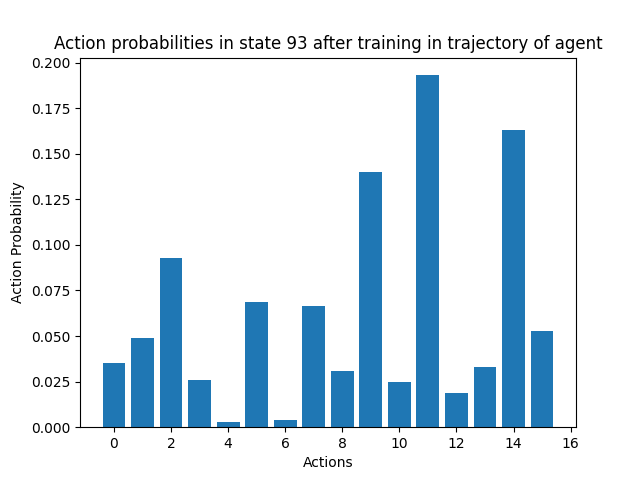 Action probabilities in state 93 after training in trajectory of agent
0.200
0.175
0.150
0.125
0.100
0.075
0.050
0.025
0.000
Action Probability
0 2 4 6 8 10 12 14 16
Actions